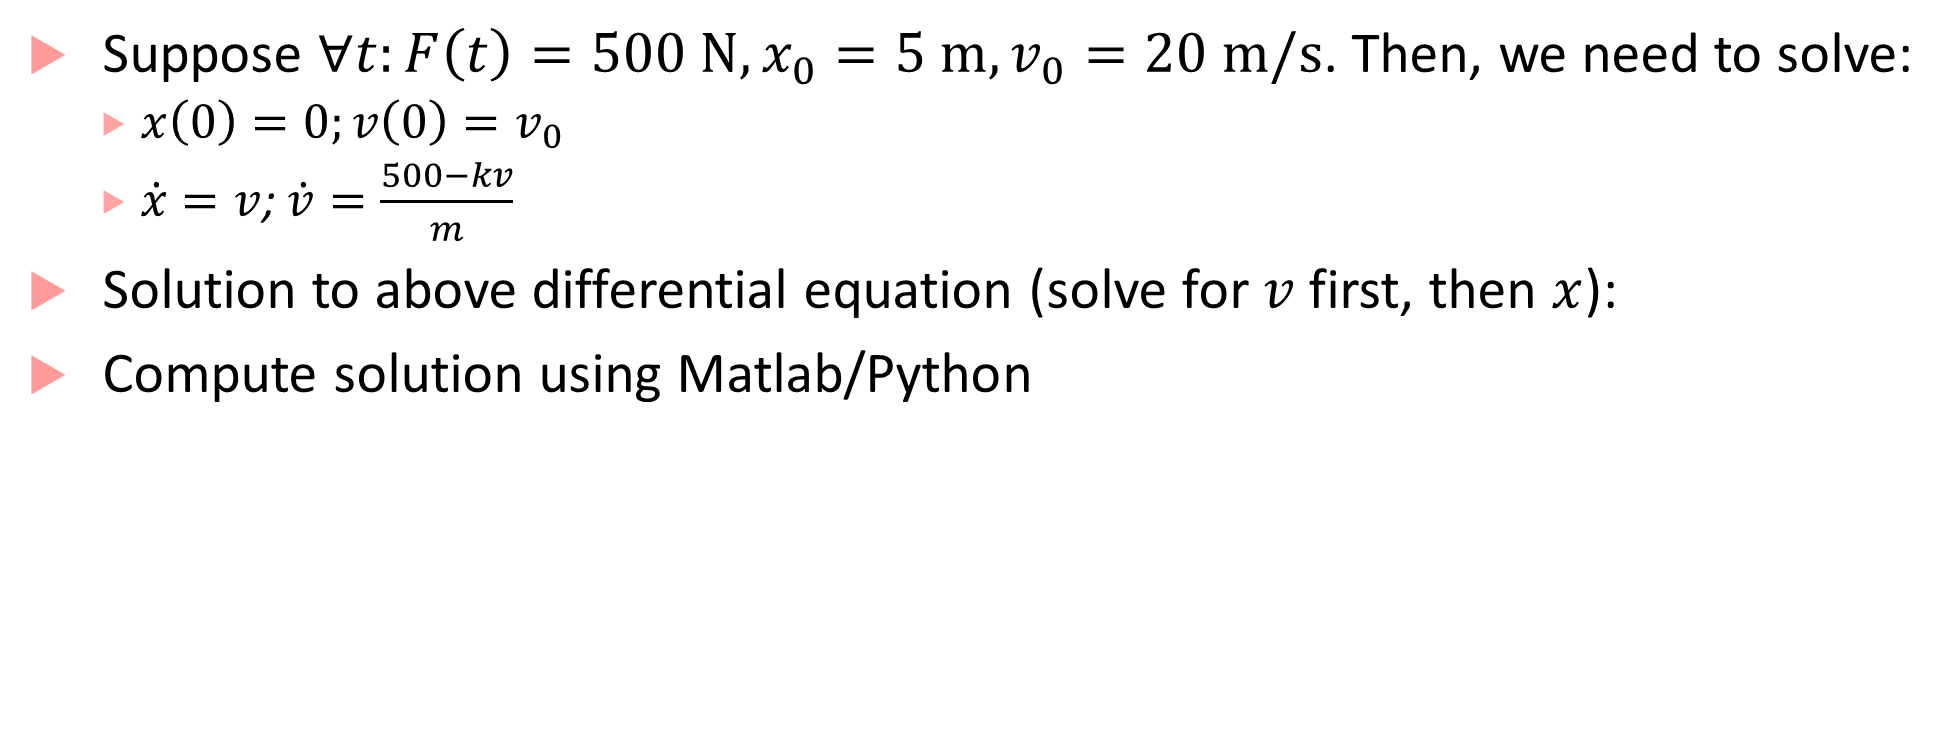 Suppose ∀t: F(t) = 500 N, x₀ = 5 m, v₀ = 20 m/s. Then, we need to solve:
x(0) = 0; v(0) = v₀
ẋ = v; v̇ = (500−kv)/m
Solution to above differential equation (solve for v first, then x):
Compute solution using Matlab/Python